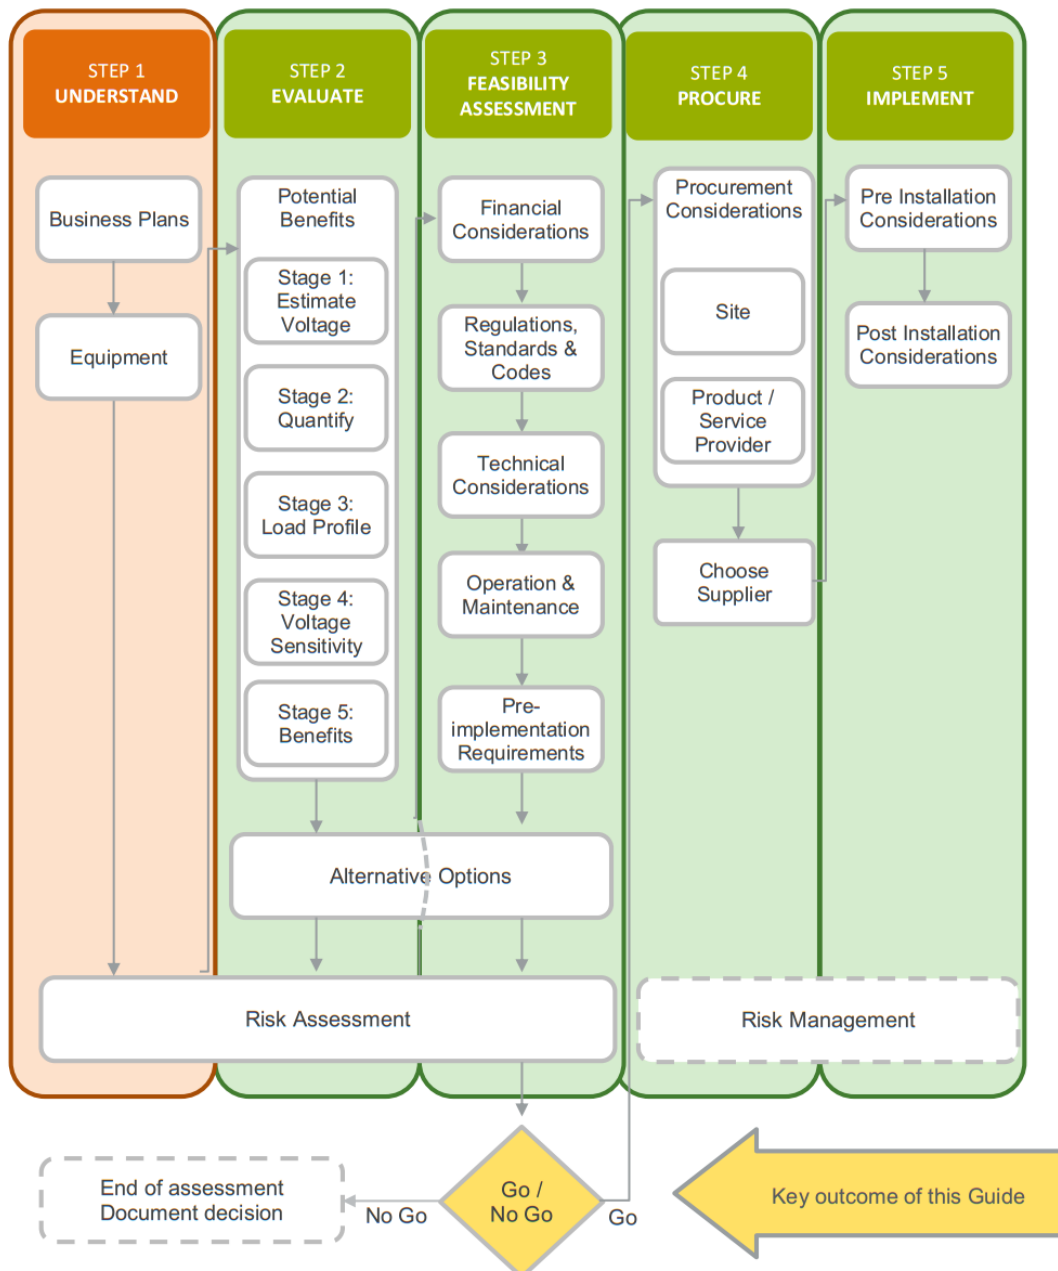 STEP 1
UNDERSTAND
STEP 2
EVALUATE
STEP 3
FEASIBILITY
ASSESSMENT
STEP 4
PROCURE
STEP 5
IMPLEMENT
Business Plans
Equipment
Potential
Benefits
Stage 1:
Estimate
Voltage
Stage 2:
Quantify
Stage 3:
Load Profile
Stage 4:
Voltage
Sensitivity
Stage 5:
Benefits
Financial
Considerations
Regulations,
Standards &
Codes
Technical
Considerations
Operation &
Maintenance
Pre-
implementation
Requirements
Alternative Options
Risk Assessment
Procurement
Considerations
Site
Product /
Service
Provider
Choose
Supplier
Pre Installation
Considerations
Post Installation
Considerations
Risk Management
Go /
No Go
No Go
Go
End of assessment
Document decision
Key outcome of this Guide